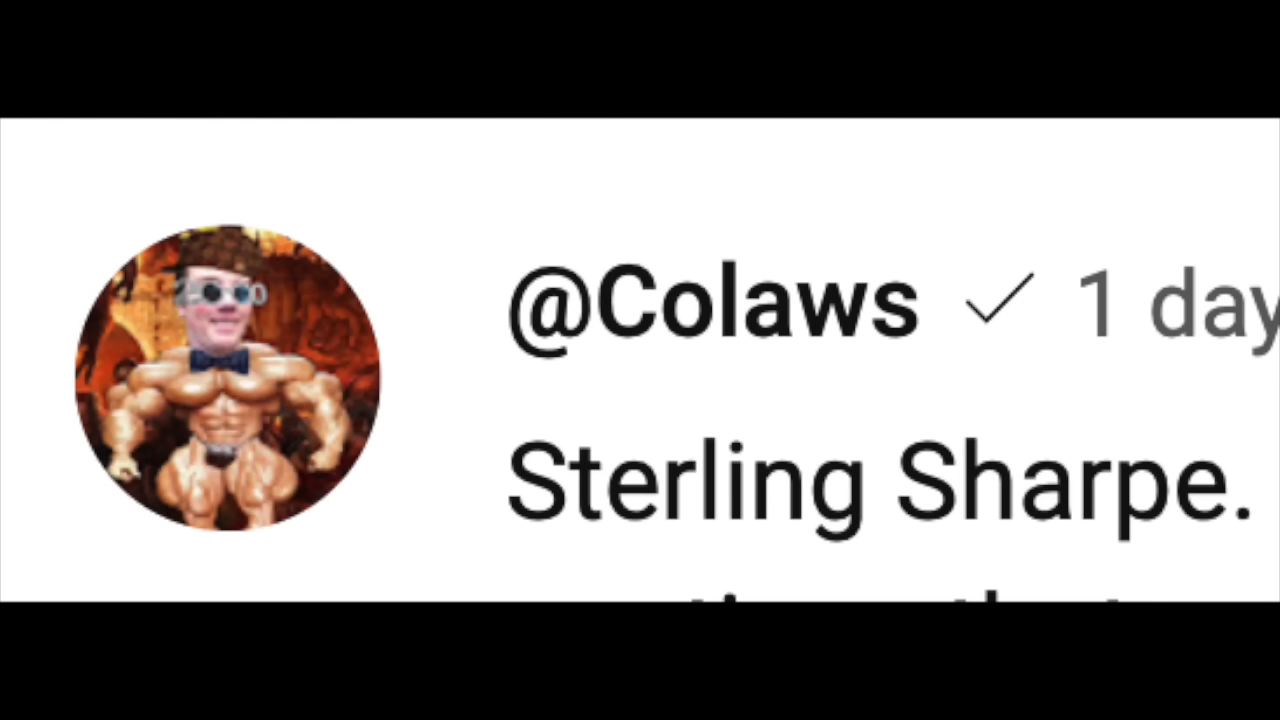 @Colaws ✓ 1 day
Sterling Sharpe.